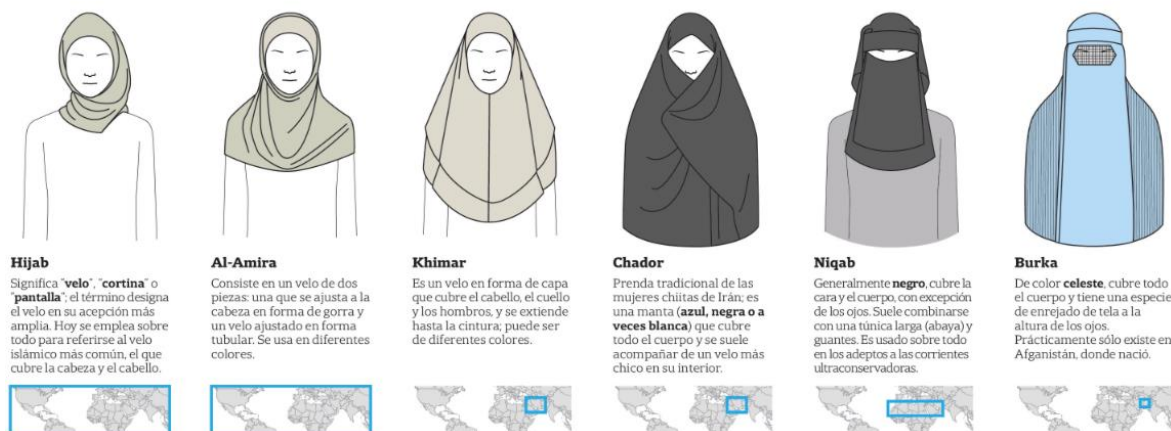 Hijab
Significa "velo", "cortina" o
"pantalla"; el término designa
el velo en su acepción más
amplia. Hoy se emplea sobre
todo para referirse al velo
islámico más común, el que
cubre la cabeza y el cabello.
Al-Amira
Consiste en un velo de dos
piezas: una que se ajusta a la
cabeza en forma de gorra y
un velo ajustado en forma
tubular. Se usa en diferentes
colores.
Khimar
Es un velo en forma de capa
que cubre el cabello, el cuello
y los hombros, y se extiende
hasta la cintura; puede ser
de diferentes colores.
Chador
Prenda tradicional de las
mujeres chiitas de Irán; es
una manta (azul, negra o a
veces blanca) que cubre
todo el cuerpo y se suele
acompañar de un velo más
chico en su interior.
Niqab
Generalmente negro, cubre la
cara y el cuerpo, con excepción
de los ojos. Suele combinarse
con una túnica larga (abaya) y
guantes. Es usado sobre todo
en los adeptos a las corrientes
ultraconservadoras.
Burka
De color celeste, cubre todo
el cuerpo y tiene una especie
de enrejado de tela a la
altura de los ojos.
Prácticamente sólo existe en
Afganistán, donde nació.